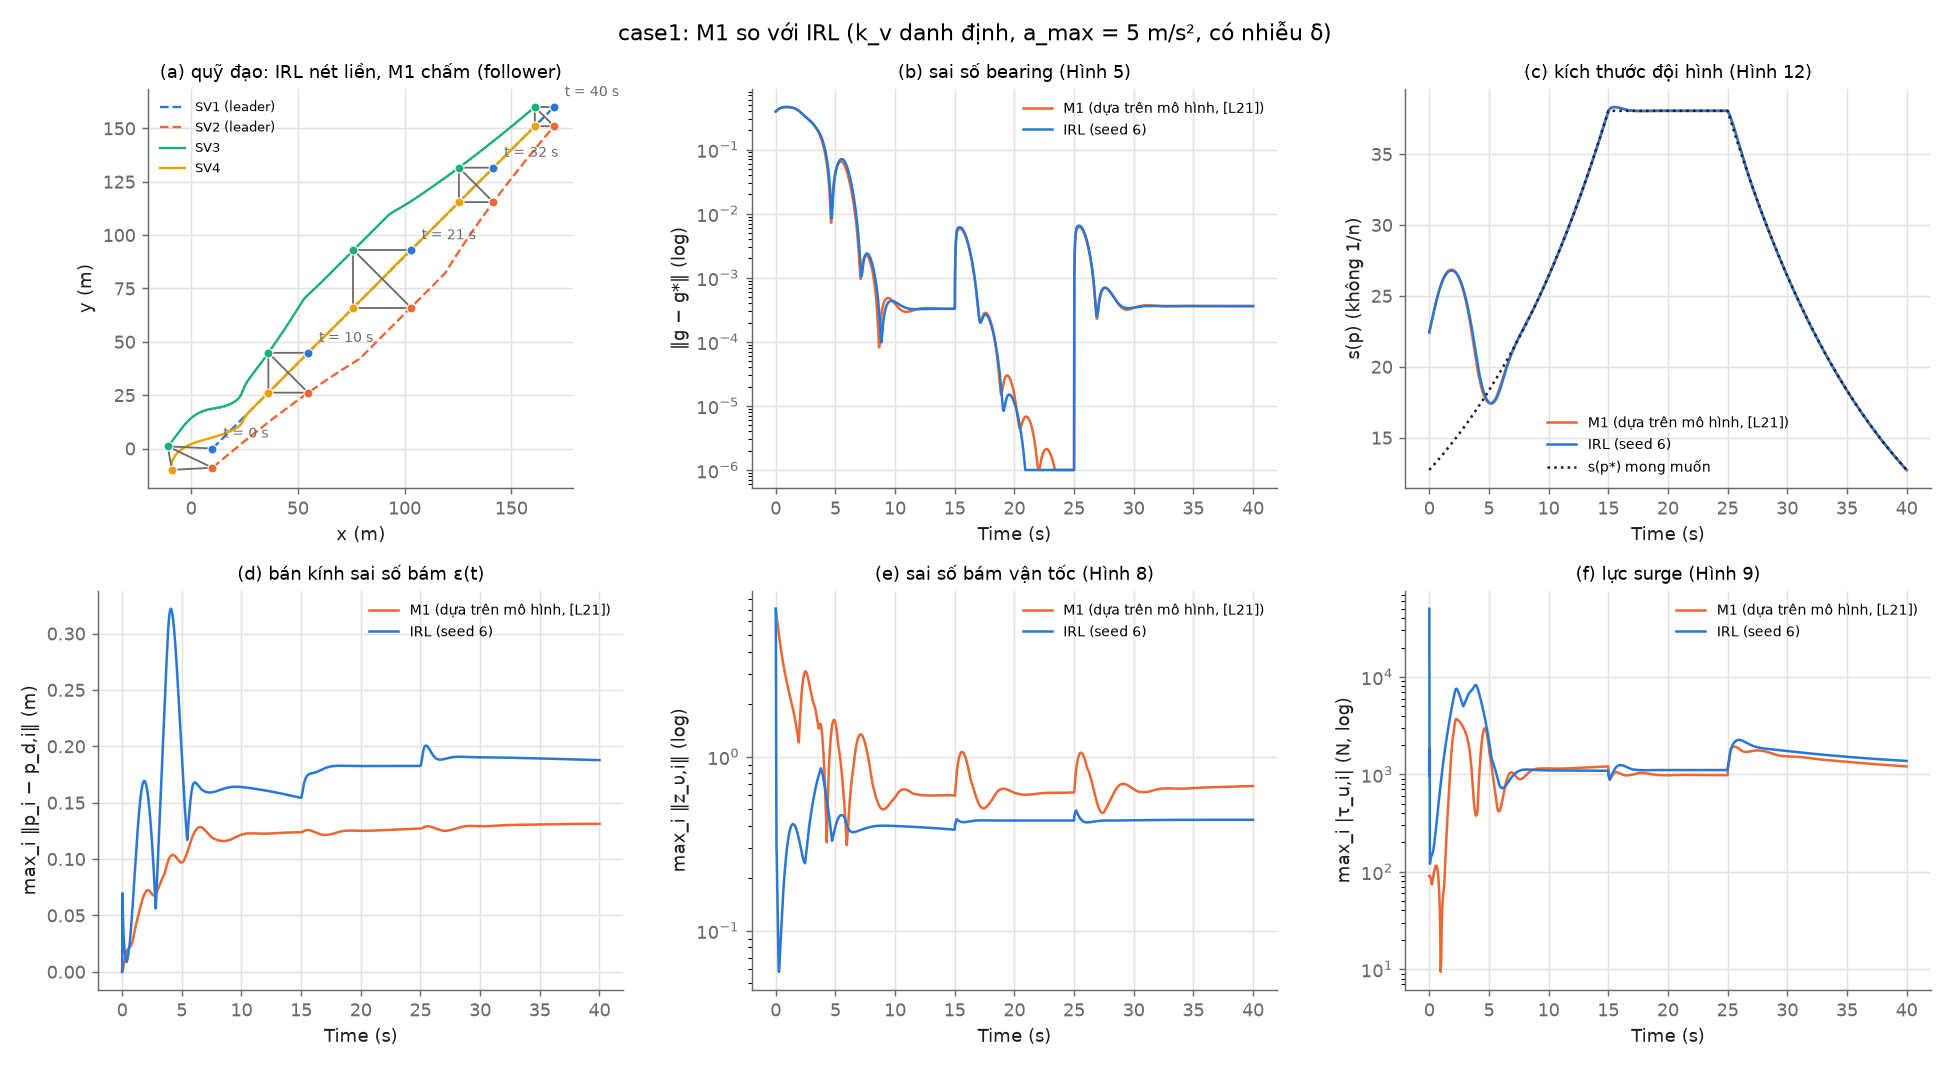 case1: M1 so với IRL (k_v danh định, a_max = 5 m/s², có nhiễu δ)
(a) quỹ đạo: IRL nét liền, M1 chấm (follower)
SV1 (leader)
SV2 (leader)
SV3
SV4
t = 0 s
t = 10 s
t = 21 s
t = 32 s
t = 40 s
y (m)
150
125
100
75
50
25
0
0 50 100 150
x (m)
(b) sai số bearing (Hình 5)
M1 (dựa trên mô hình, [L21])
IRL (seed 6)
‖g − g*‖ (log)
10⁻¹
10⁻²
10⁻³
10⁻⁴
10⁻⁵
10⁻⁶
0 5 10 15 20 25 30 35 40
Time (s)
(c) kích thước đội hình (Hình 12)
s(p) (không 1/n)
35
30
25
20
15
M1 (dựa trên mô hình, [L21])
IRL (seed 6)
s(p*) mong muốn
0 5 10 15 20 25 30 35 40
Time (s)
(d) bán kính sai số bám ε(t)
M1 (dựa trên mô hình, [L21])
IRL (seed 6)
max_i ‖p_i − p_d,i‖ (m)
0.30
0.25
0.20
0.15
0.10
0.05
0.00
0 5 10 15 20 25 30 35 40
Time (s)
(e) sai số bám vận tốc (Hình 8)
M1 (dựa trên mô hình, [L21])
IRL (seed 6)
max_i ‖z_υ,i‖ (log)
10⁰
10⁻¹
0 5 10 15 20 25 30 35 40
Time (s)
(f) lực surge (Hình 9)
M1 (dựa trên mô hình, [L21])
IRL (seed 6)
max_i |τ_u,i| (N, log)
10⁴
10³
10²
10¹
0 5 10 15 20 25 30 35 40
Time (s)